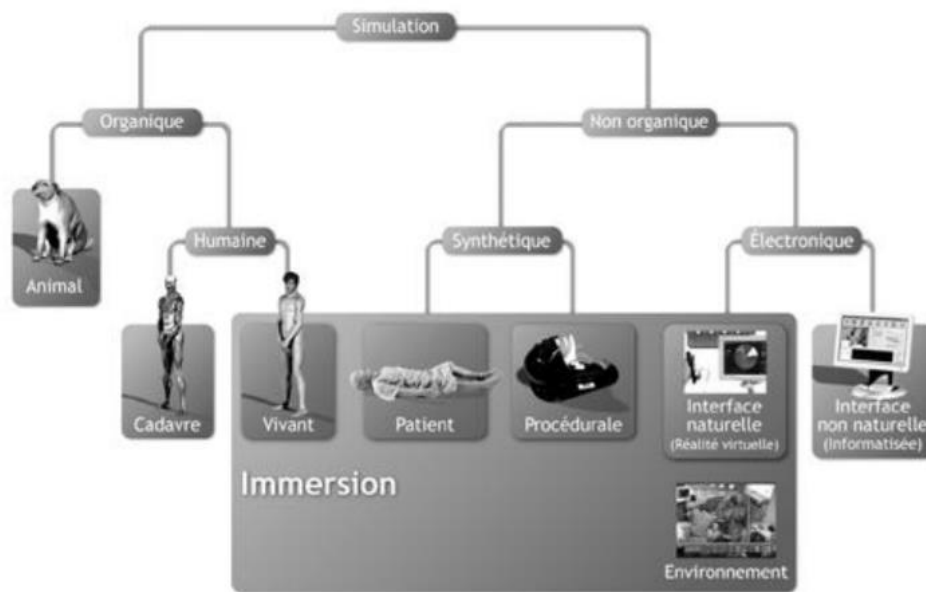 Simulation
Organique
Non organique
Humaine
Synthétique
Électronique
Animal
Cadavre
Vivant
Patient
Procédurale
Interface
naturelle
(Réalité virtuelle)
Interface
non naturelle
(Informatisée)
Immersion
Environnement